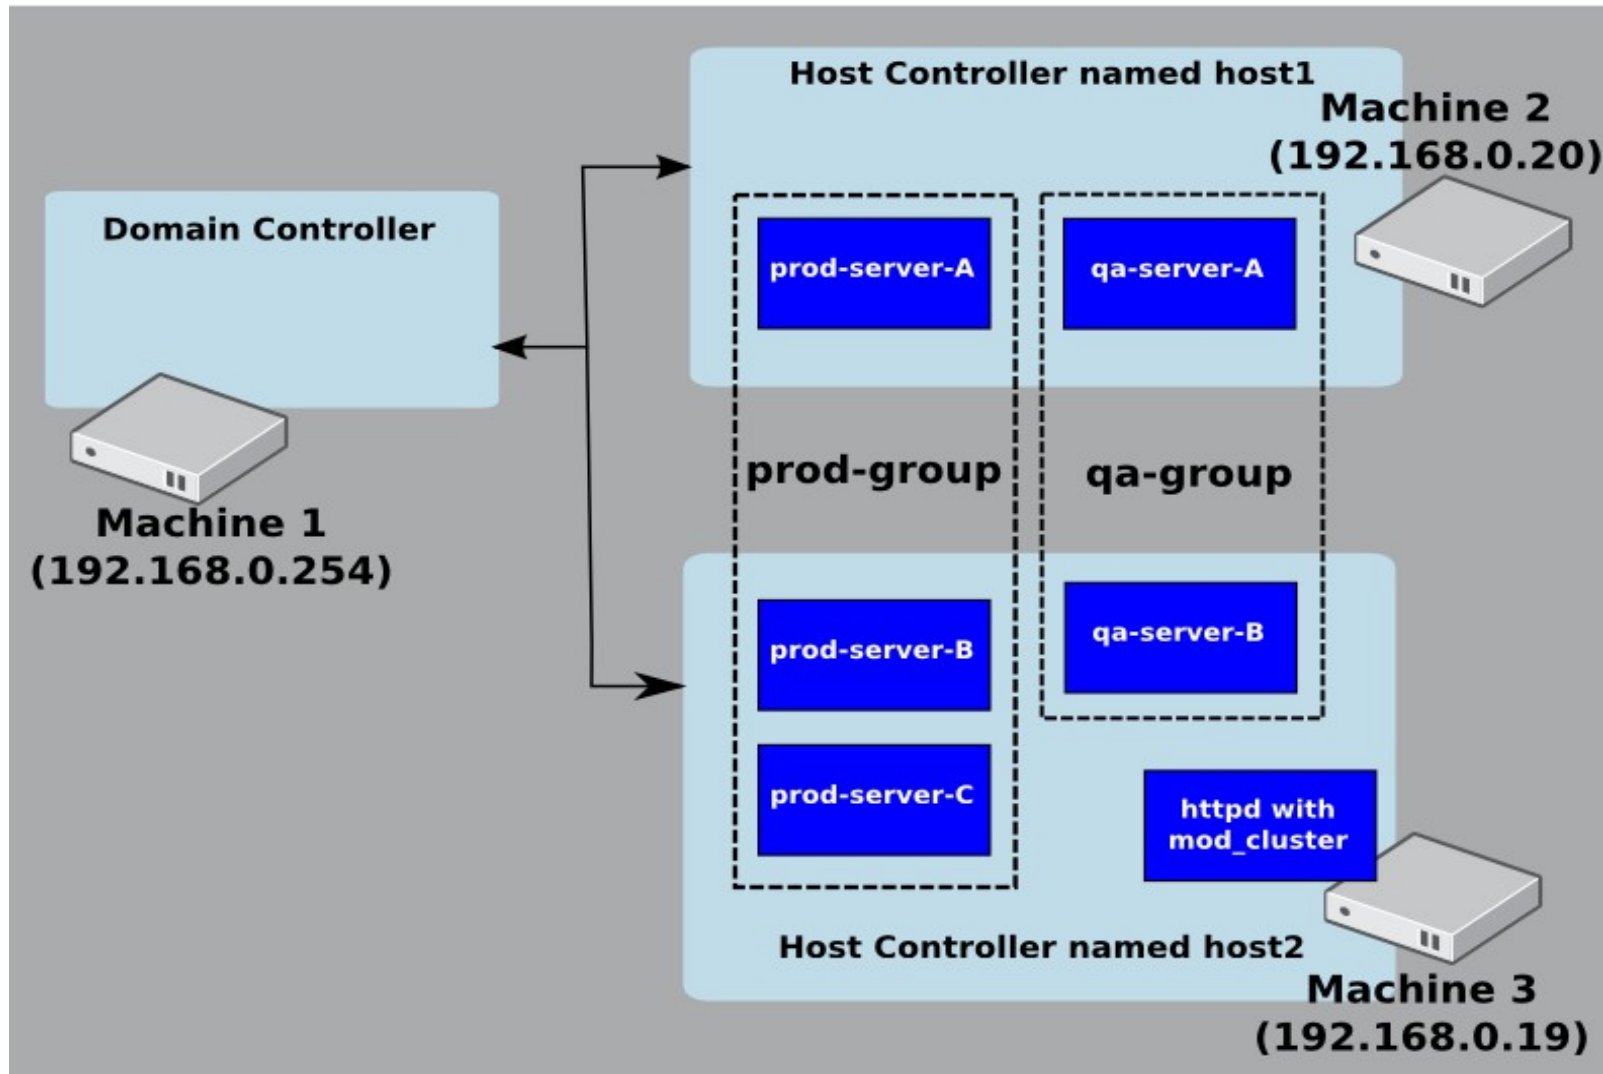 Host Controller named host1
Machine 2
(192.168.0.20)
Domain Controller
prod-server-A
qa-server-A
prod-group
qa-group
Machine 1
(192.168.0.254)
prod-server-B
qa-server-B
prod-server-C
httpd with
mod_cluster
Host Controller named host2
Machine 3
(192.168.0.19)